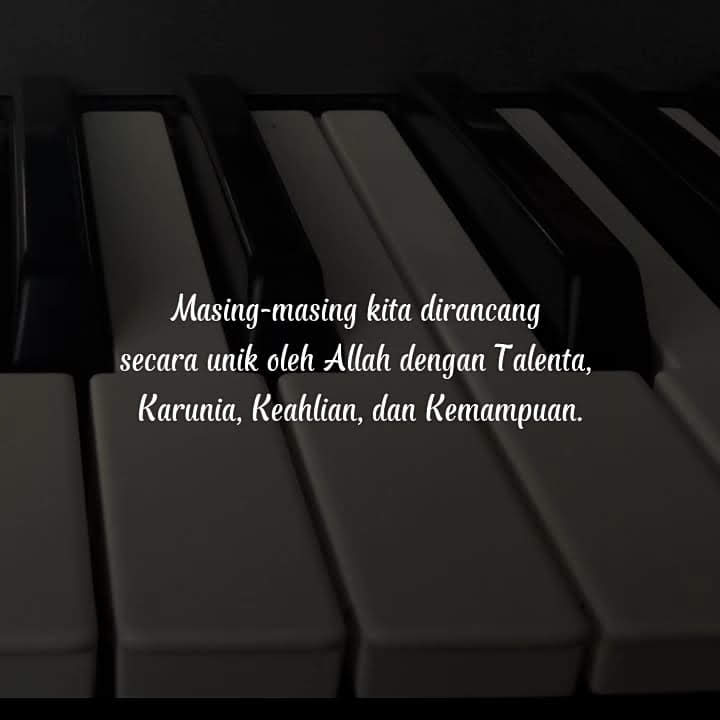 Masing-masing kita dirancang
secara unik oleh Allah dengan Talenta,
Karunia, Keahlian, dan Kemampuan.